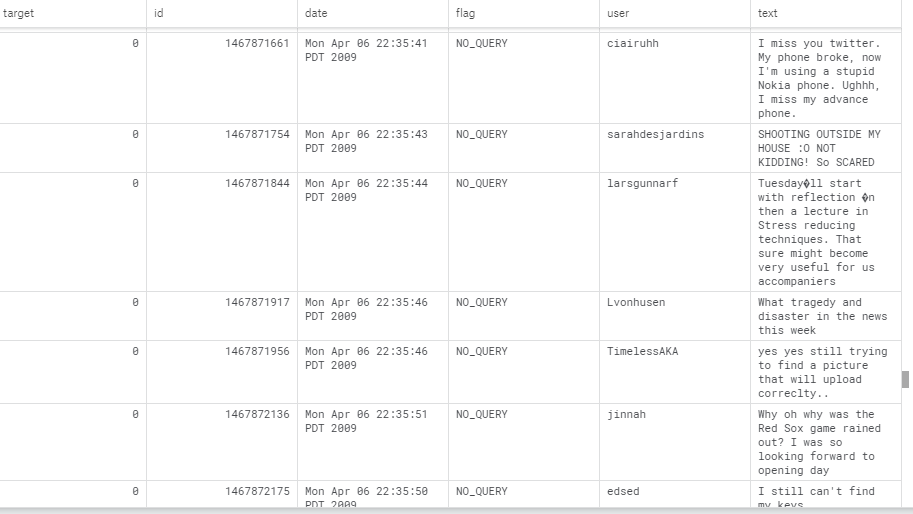 target id date flag user text
0 1467871661 Mon Apr 06 22:35:41 NO_QUERY ciairuhh I miss you twitter.
PDT 2009 My phone broke, now
I'm using a stupid
Nokia phone. Ughhh,
I miss my advance
phone.
0 1467871754 Mon Apr 06 22:35:43 NO_QUERY sarahdesjardins SHOOTING OUTSIDE MY
PDT 2009 HOUSE :O NOT
KIDDING! So SCARED
0 1467871844 Mon Apr 06 22:35:44 NO_QUERY larsgunnarf Tuesday�ll start
PDT 2009 with reflection �n
then a lecture in
Stress reducing
techniques. That
sure might become
very useful for us
accompaniers
0 1467871917 Mon Apr 06 22:35:46 NO_QUERY Lvonhusen What tragedy and
PDT 2009 disaster in the news
this week
0 1467871956 Mon Apr 06 22:35:46 NO_QUERY TimelessAKA yes yes still trying
PDT 2009 to find a picture
that will upload
correclty..
0 1467872136 Mon Apr 06 22:35:51 NO_QUERY jinnah Why oh why was the
PDT 2009 Red Sox game rained
out? I was so
looking forward to
opening day
0 1467872175 Mon Apr 06 22:35:50 NO_QUERY edsed I still can't find
PDT 2009 my keys